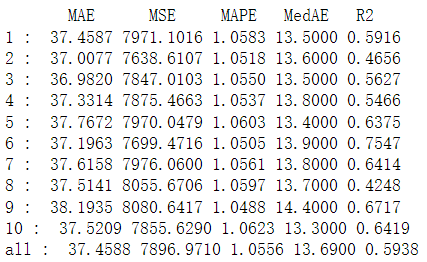 MAE MSE MAPE MedAE R2
1 : 37.4587 7971.1016 1.0583 13.5000 0.5916
2 : 37.0077 7638.6107 1.0518 13.6000 0.4656
3 : 36.9820 7847.0103 1.0550 13.5000 0.5627
4 : 37.3314 7875.4663 1.0537 13.8000 0.5466
5 : 37.7672 7970.0479 1.0603 13.4000 0.6375
6 : 37.1963 7699.4716 1.0505 13.9000 0.7547
7 : 37.6158 7976.0600 1.0561 13.8000 0.6414
8 : 37.5141 8055.6706 1.0597 13.7000 0.4248
9 : 38.1935 8080.6417 1.0488 14.4000 0.6717
10 : 37.5209 7855.6290 1.0623 13.3000 0.6419
all : 37.4588 7896.9710 1.0556 13.6900 0.5938